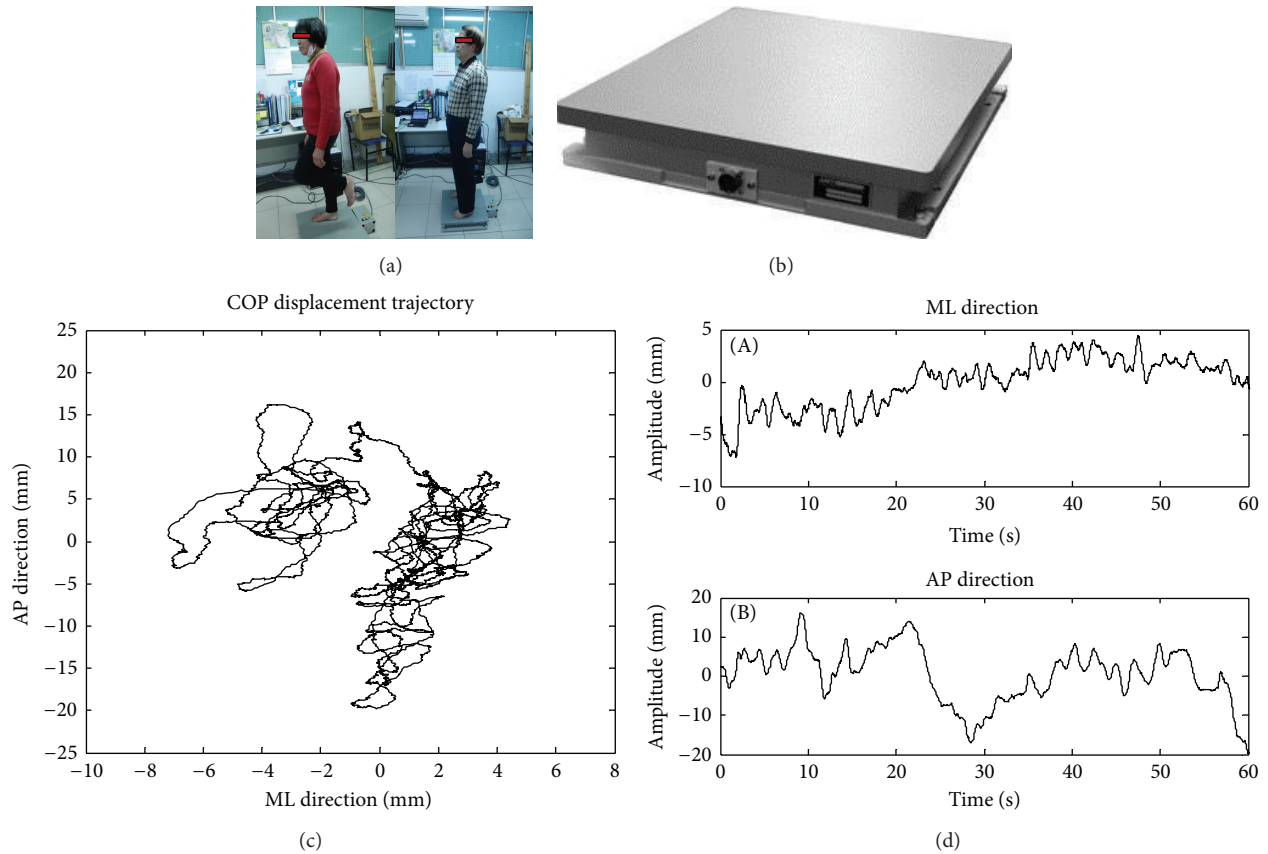 (a)
(b)
COP displacement trajectory
25
20
15
10
5
0
−5
−10
−15
−20
−25
AP direction (mm)
−10
−8
−6
−4
−2
0
2
4
6
8
ML direction (mm)
(c)
ML direction
(A)
5
0
−5
−10
Amplitude (mm)
0
10
20
30
40
50
60
Time (s)
AP direction
(B)
20
10
0
−10
−20
Amplitude (mm)
0
10
20
30
40
50
60
Time (s)
(d)